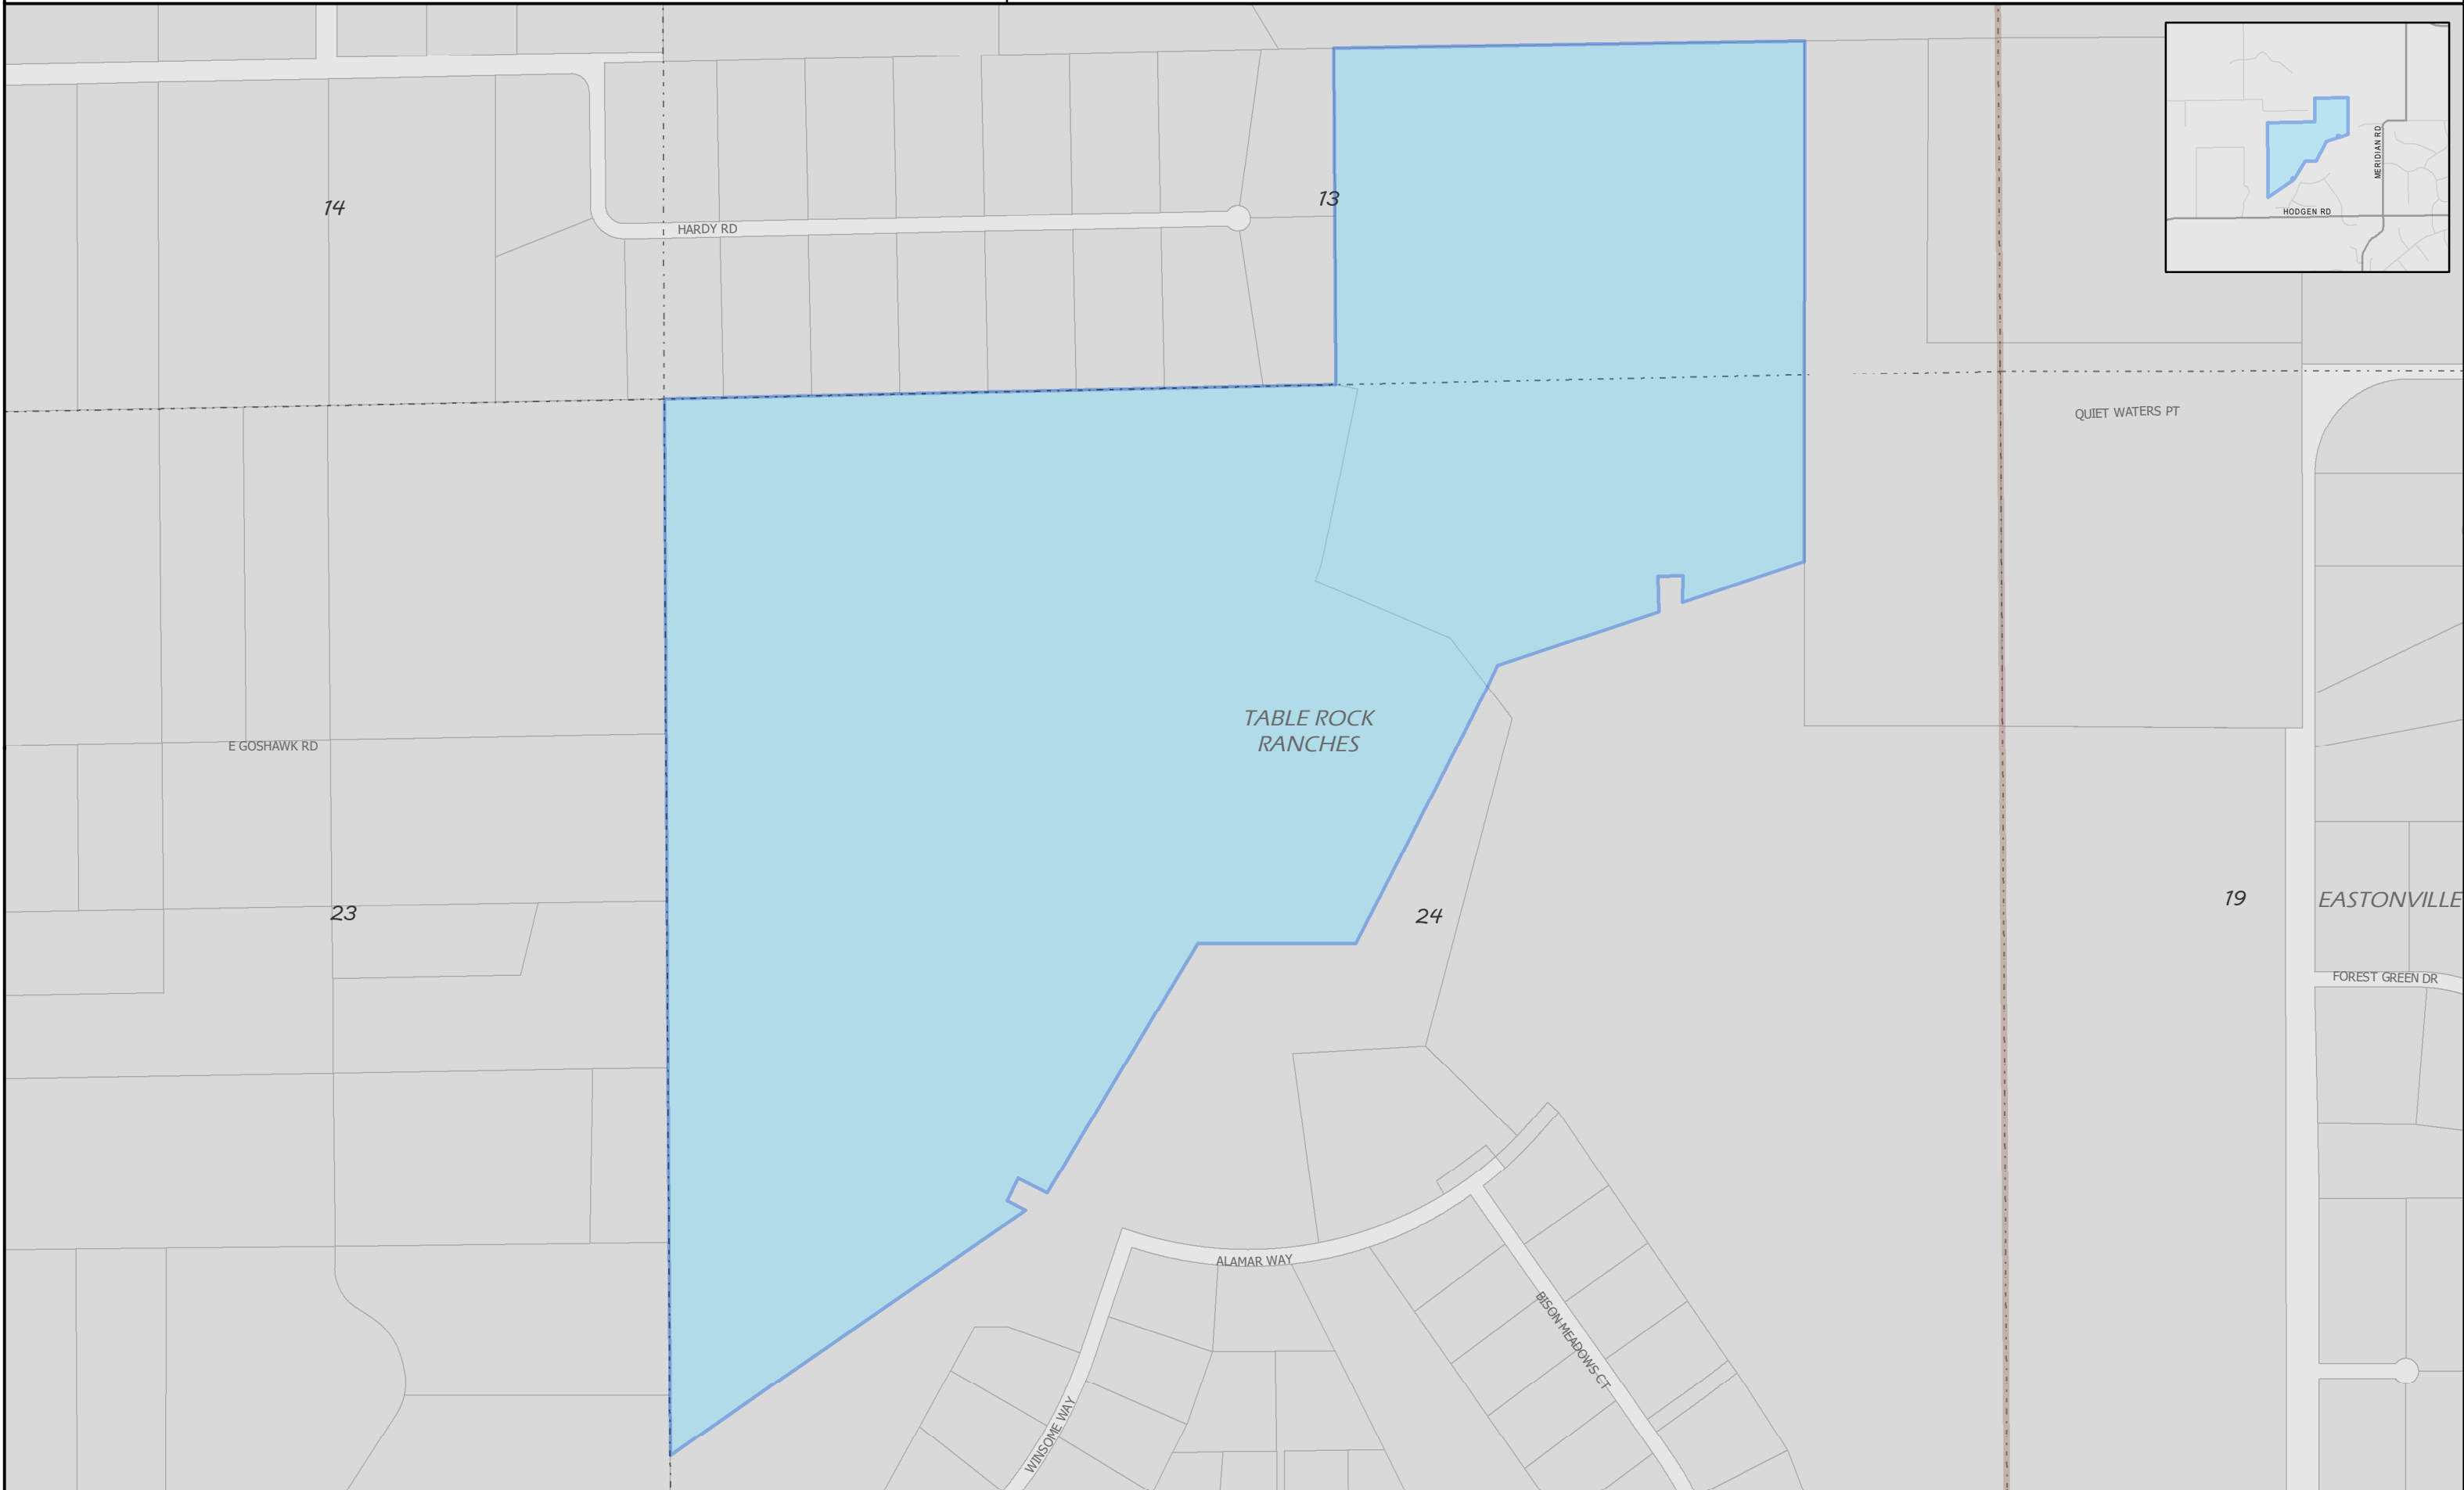 14
13
HARDY RD
MERIDIAN RD
HODGEN RD
QUIET WATERS PT
TABLE ROCK
RANCHES
E GOSHAWK RD
23
24
19
EASTONVILLE
FOREST GREEN DR
ALAMAR WAY
BISON MEADOWS CT
WINSOME WAY